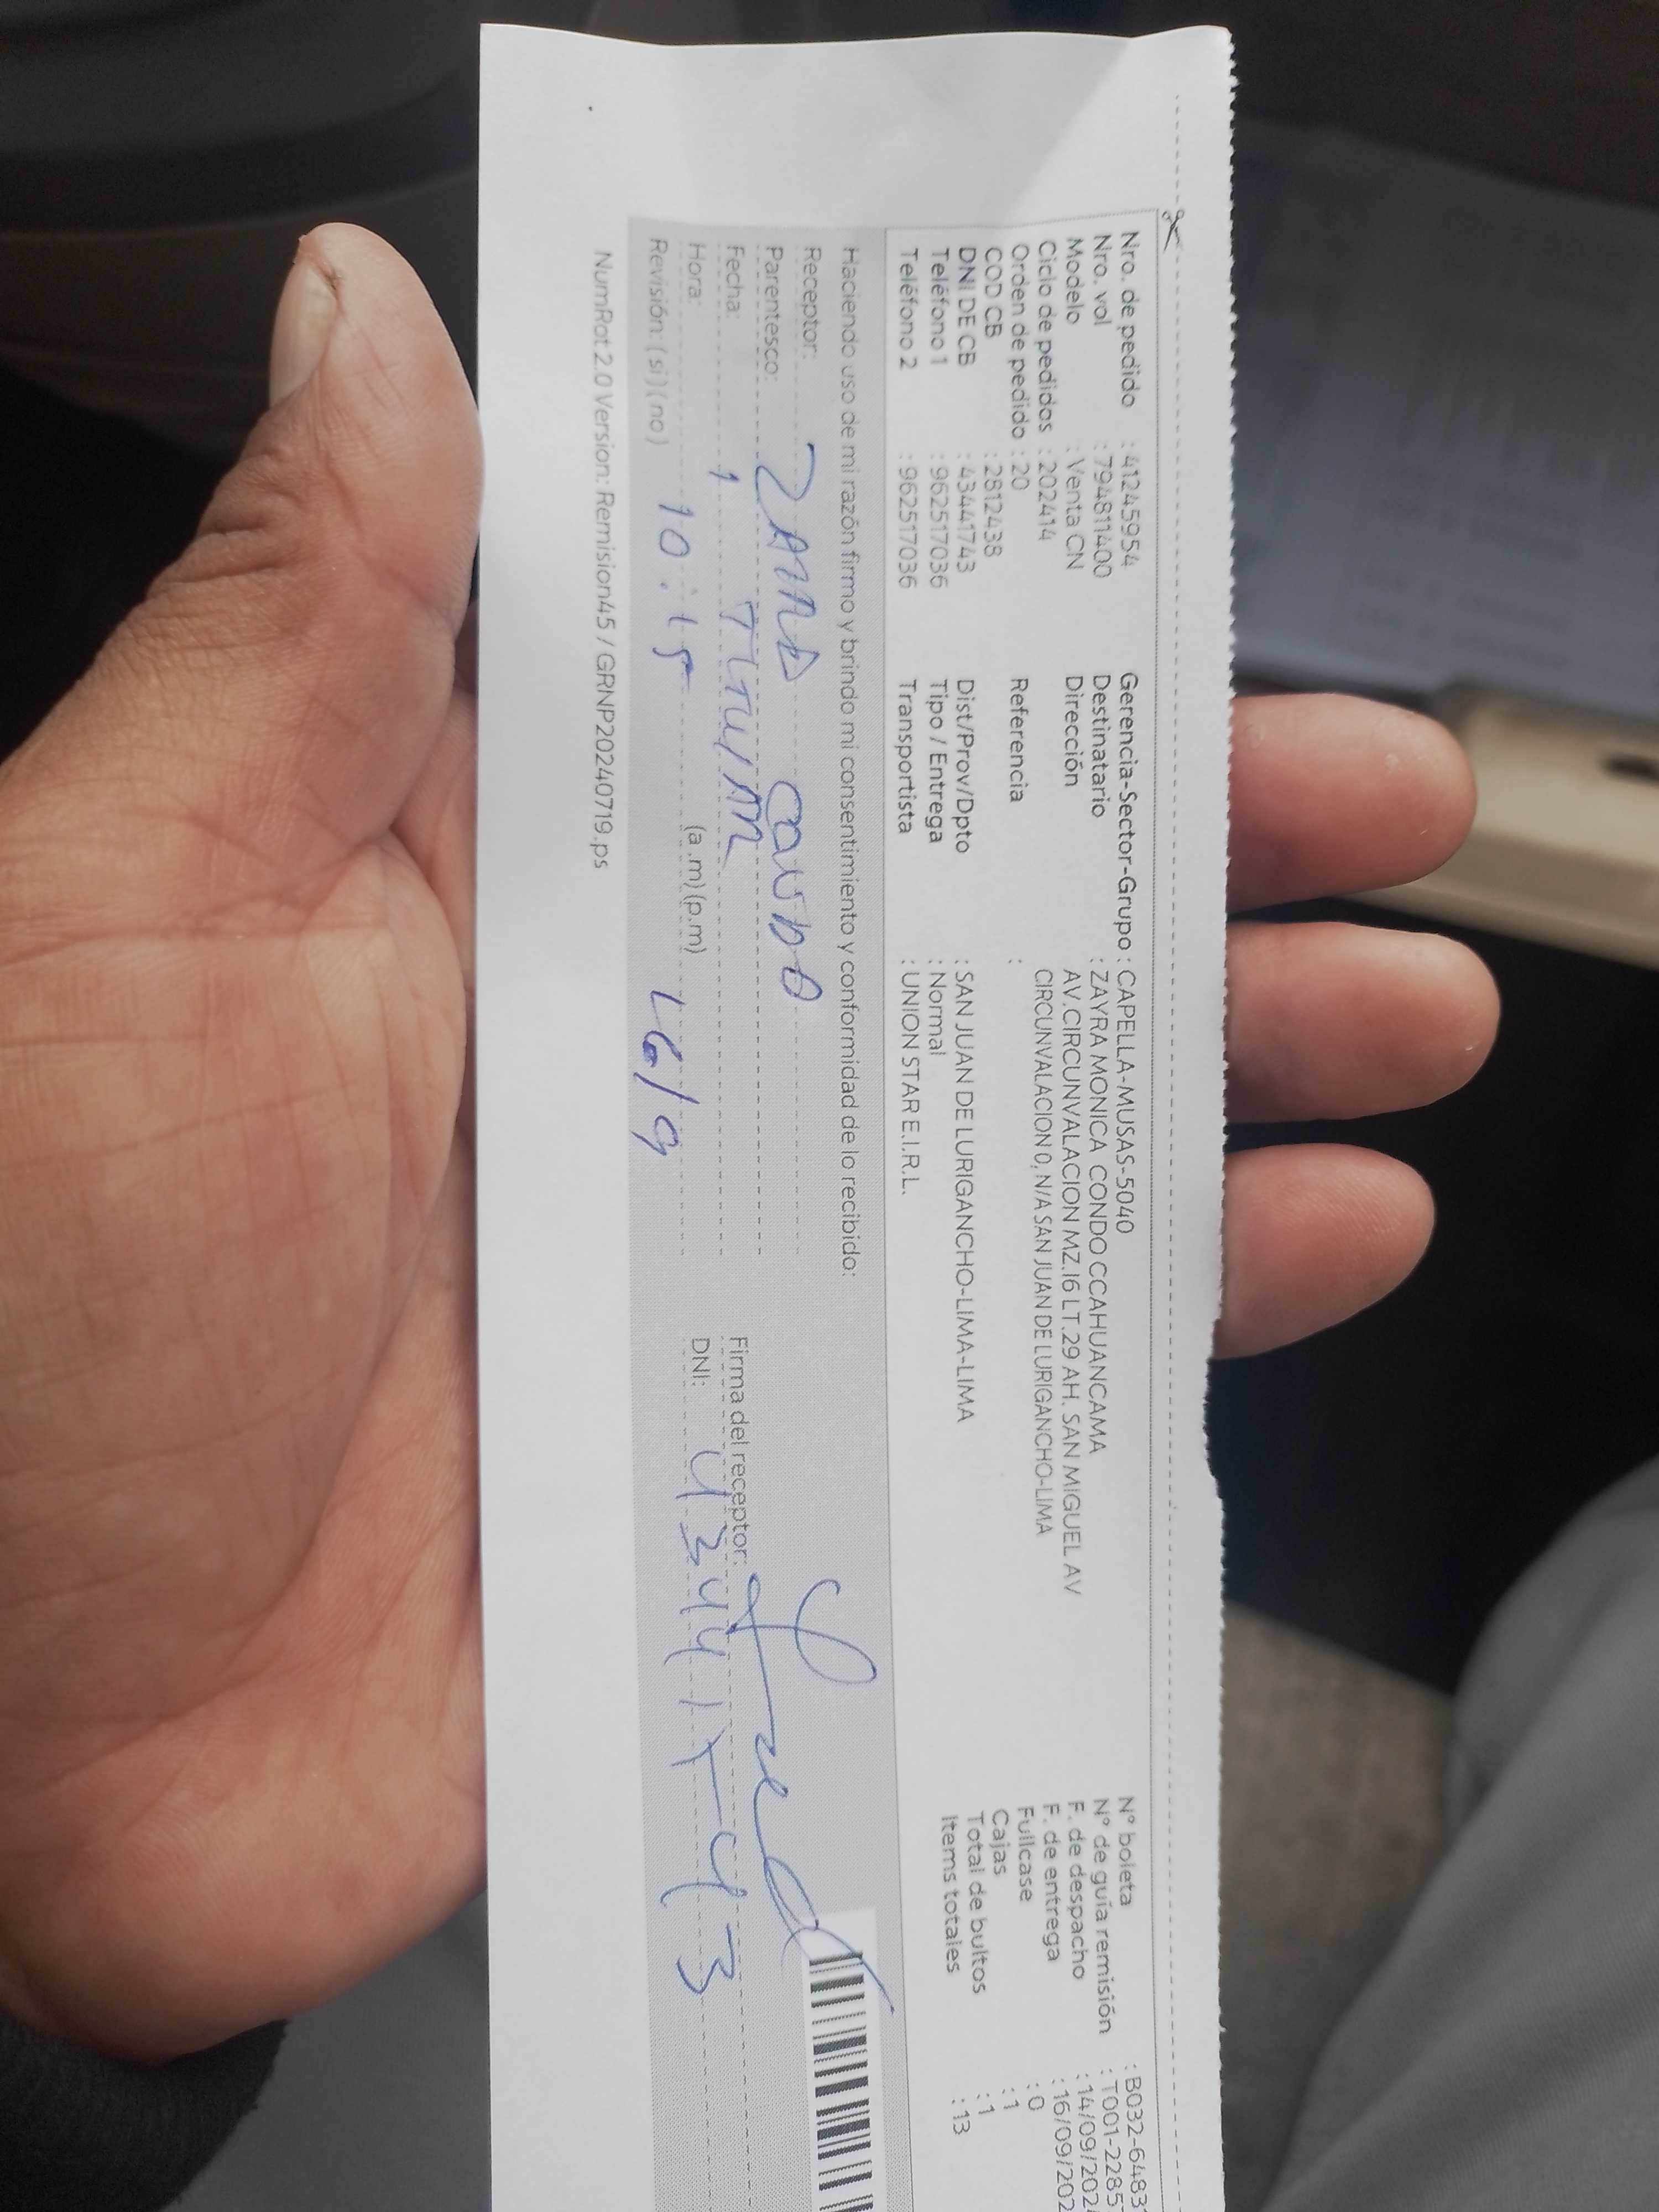 Nro. de pedido : 41245954
Nro. vol : 794811400
Modelo : Venta CN
Ciclo de pedidos : 202414
Orden de pedido : 20
COD CB : 2812438
DNI DE CB : 43441743
Teléfono 1 : 962517036
Teléfono 2 : 962517036
Gerencia-Sector-Grupo : CAPELLA-MUSAS-5040
Destinatario : ZAYRA MONICA CONDO CCAHUANCAMA
Dirección AV.CIRCUNVALACION MZ.I6 LT.29 AH. SAN MIGUEL AV
CIRCUNVALACION 0, N/A SAN JUAN DE LURIGANCHO-LIMA
Referencia :
Dist/Prov/Dpto : SAN JUAN DE LURIGANCHO-LIMA-LIMA
Tipo / Entrega : Normal
Transportista : UNION STAR E.I.R.L.
N° boleta : B032-6483
N° de guía remisión : T001-2285
F. de despacho : 14/09/202
F. de entrega : 16/09/202
Fullcase : 0
Cajas : 1
Total de bultos : 1
Items totales : 13
Haciendo uso de mi razón firmo y brindo mi consentimiento y conformidad de lo recibido:
Receptor: Condo
Parentesco:
Fecha:
Hora: 10:15 (a.m)(p.m) 16/9
Revisión: (si)(no)
Firma del receptor:
DNI: 43441743
NumRot 2.0 Version: Remision45 / GRNP20240719.ps